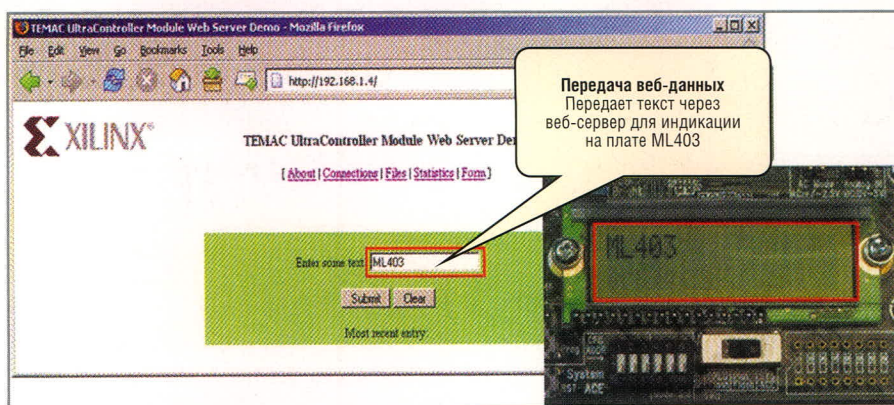 TEMAC UltraController Module Web Server Demo - Mozilla Firefox
File Edit View Go Bookmarks Tools Help
http://192.168.1.4/
Передача веб-данных
Передает текст через
веб-сервер для индикации
на плате ML403
XILINX®
TEMAC UltraController Module Web Server De
[ About | Connections | Files | Statistics | Form ]
Enter some text: ML403
Submit Clear
Most recent entry:
ML403
System
ACE